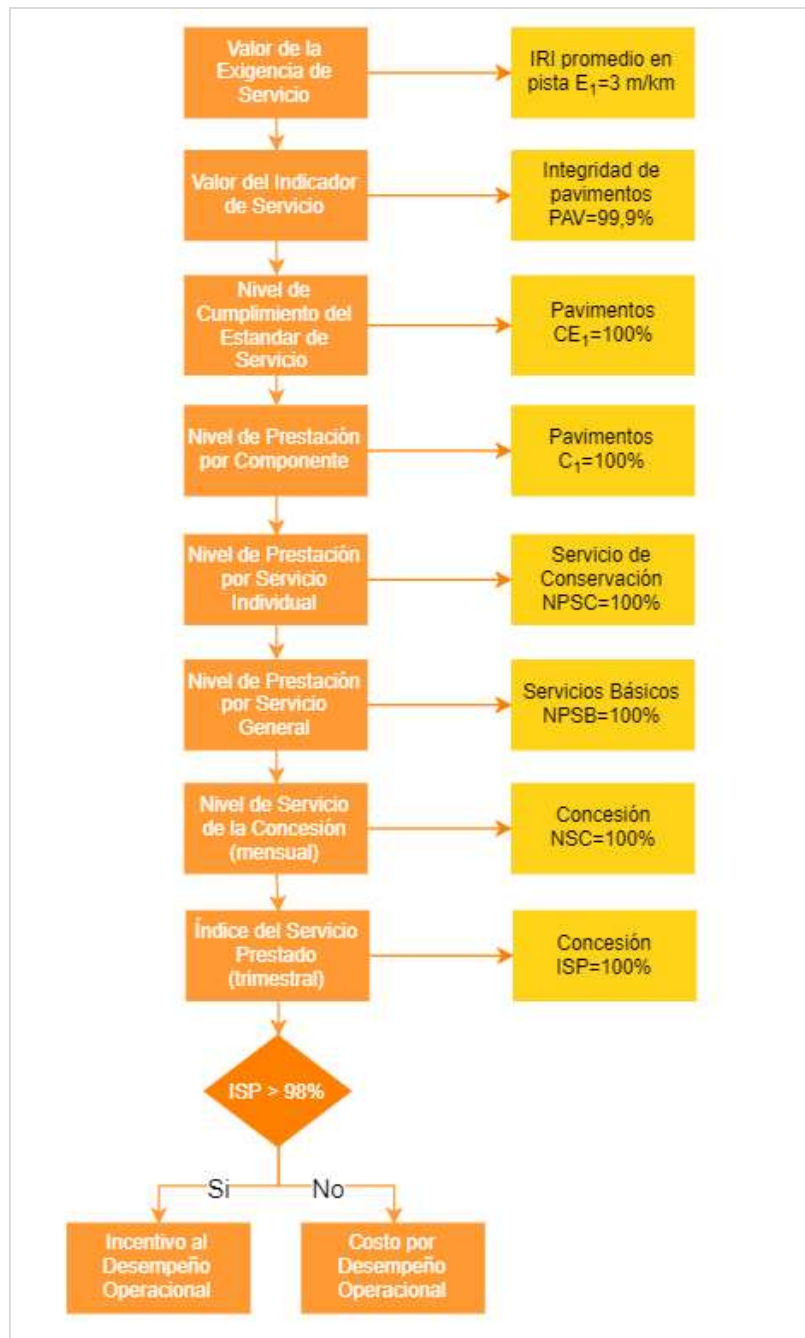 Valor de la
Exigencia de
Servicio
IRI promedio en
pista E₁=3 m/km
Valor del Indicador
de Servicio
Integridad de
pavimentos
PAV=99,9%
Nivel de
Cumplimiento del
Estandar de
Servicio
Pavimentos
CE₁=100%
Nivel de Prestación
por Componente
Pavimentos
C₁=100%
Nivel de Prestación
por Servicio
Individual
Servicio de
Conservación
NPSC=100%
Nivel de Prestación
por Servicio
General
Servicios Básicos
NPSB=100%
Nivel de Servicio
de la Concesión
(mensual)
Concesión
NSC=100%
Índice del Servicio
Prestado
(trimestral)
Concesión
ISP=100%
ISP > 98%
Si
No
Incentivo al
Desempeño
Operacional
Costo por
Desempeño
Operacional